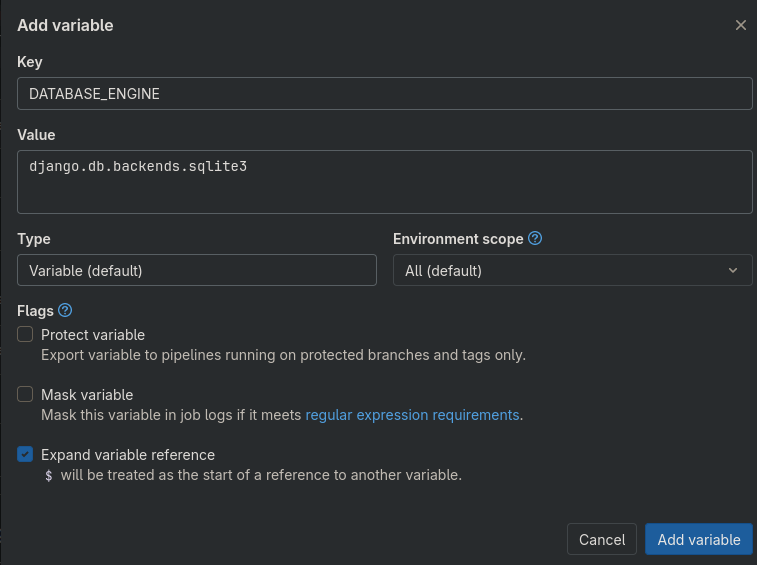 Add variable
Key
DATABASE_ENGINE
Value
django.db.backends.sqlite3
Type
Environment scope
Variable (default)
All (default)
Flags
Protect variable
Export variable to pipelines running on protected branches and tags only.
Mask variable
Mask this variable in job logs if it meets regular expression requirements.
Expand variable reference
$ will be treated as the start of a reference to another variable.
Cancel
Add variable